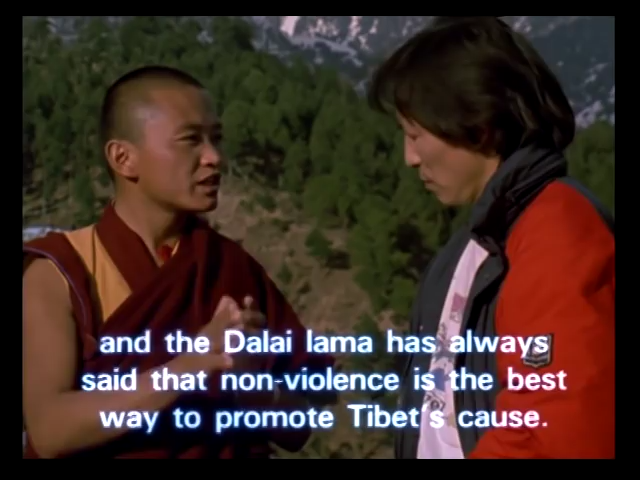 and the Dalai lama has always
said that non-violence is the best
way to promote Tibet's cause.